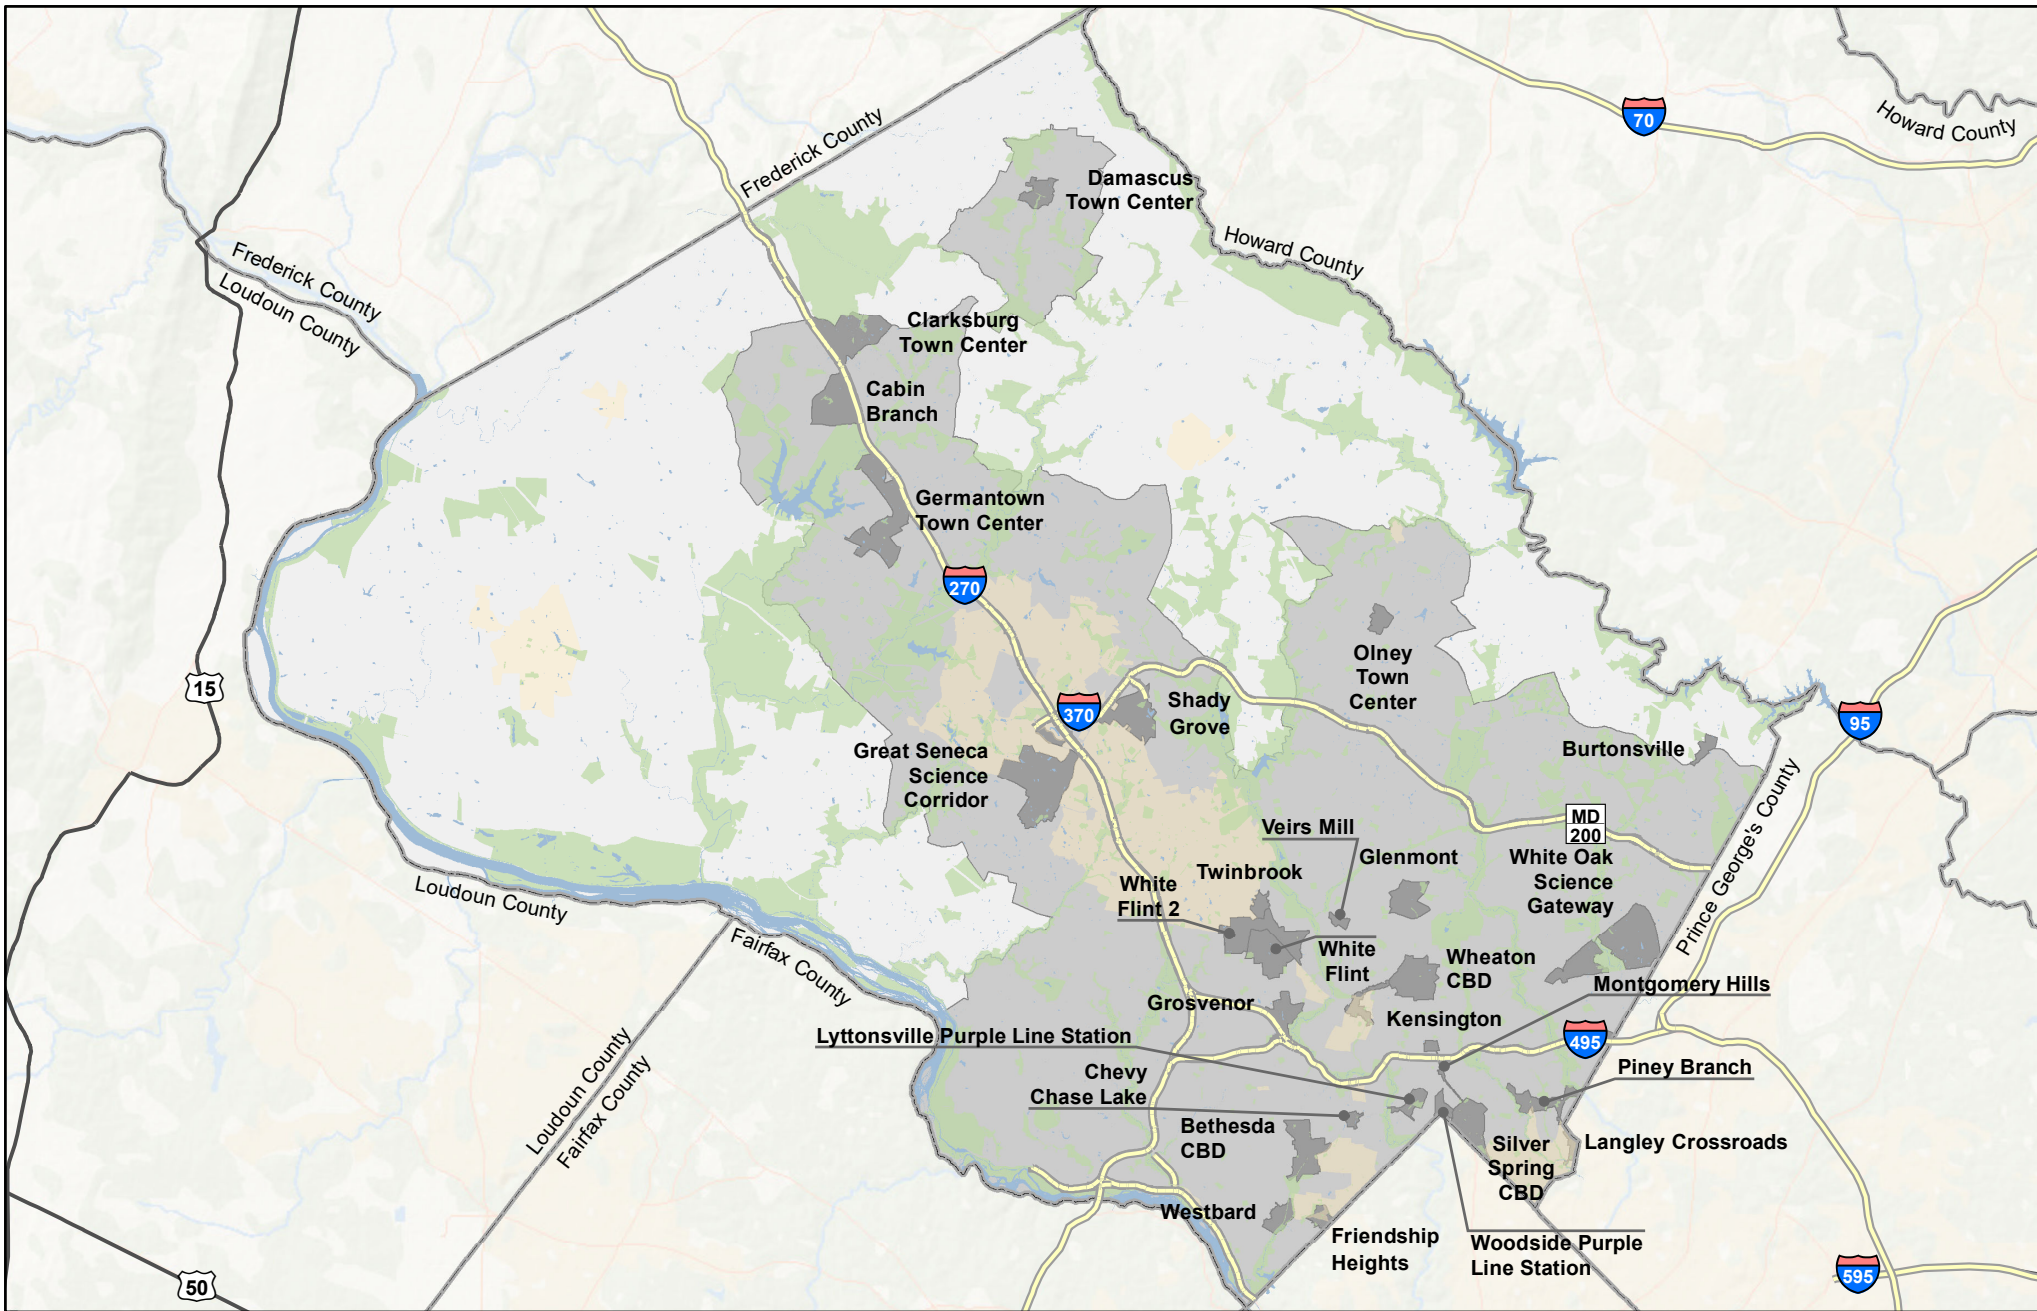 70
Howard County
Frederick County
Damascus
Town Center
Howard County
Frederick County
Loudoun County
Clarksburg
Town Center
Cabin
Branch
Germantown
Town Center
270
Olney
Town
Center
15
370
Shady
Grove
95
Burtonsville
Great Seneca
Science
Corridor
Prince George's County
MD
200
Veirs Mill
Glenmont
White Oak
Science
Gateway
Twinbrook
White
Flint 2
Loudoun County
Fairfax County
White
Flint
Wheaton
CBD
Montgomery Hills
Grosvenor
Kensington
Lyttonsville Purple Line Station
495
Loudoun County
Fairfax County
Chevy
Chase Lake
Piney Branch
Bethesda
CBD
Silver
Spring
CBD
Langley Crossroads
Westbard
Friendship
Heights
Woodside Purple
Line Station
50
595